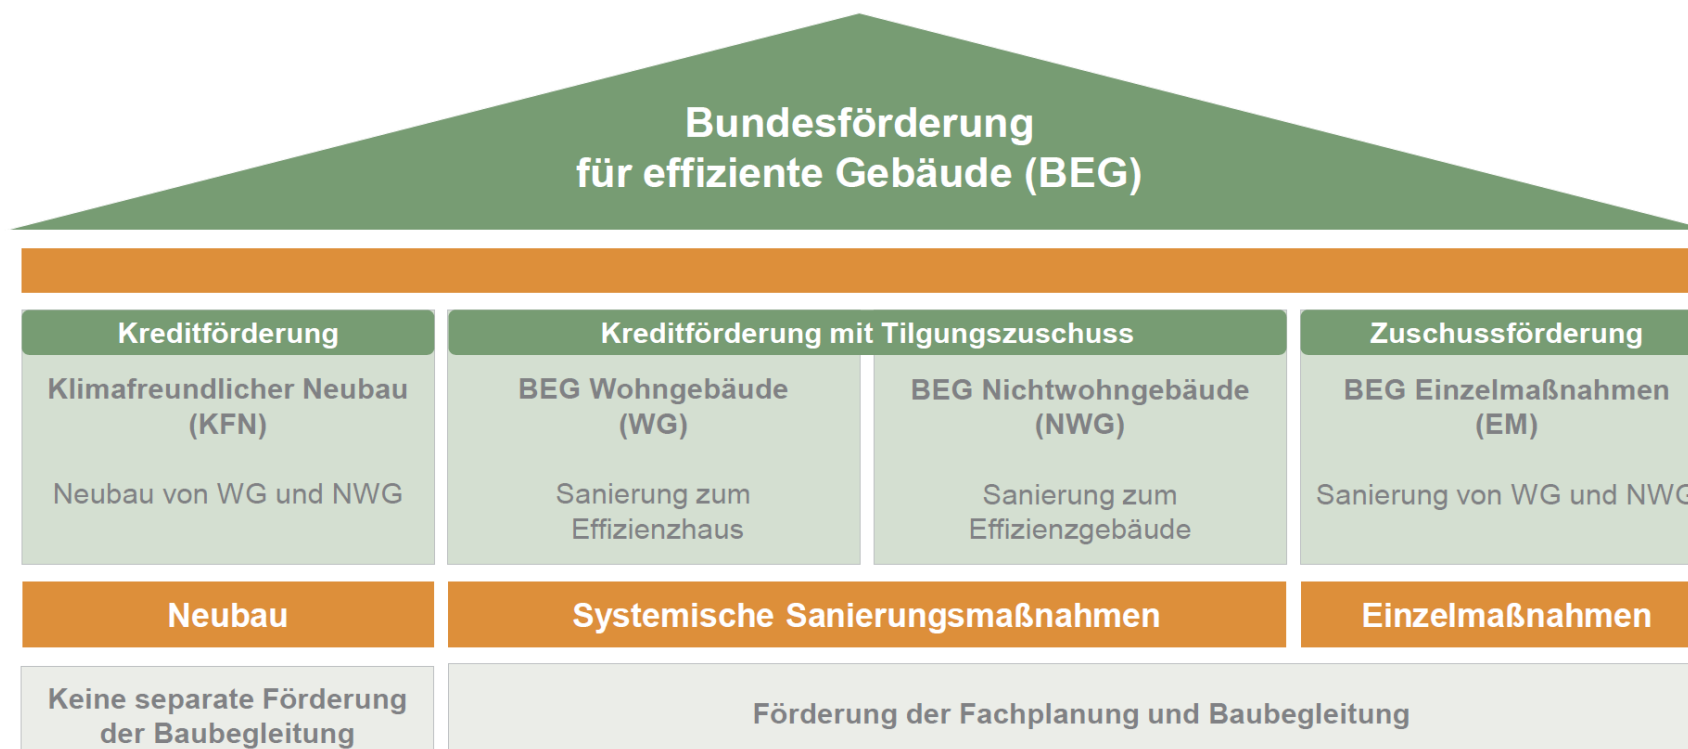 Bundesförderung
für effiziente Gebäude (BEG)
Kreditförderung
Kreditförderung mit Tilgungszuschuss
Zuschussförderung
Klimafreundlicher Neubau
(KFN)
Neubau von WG und NWG
BEG Wohngebäude
(WG)
Sanierung zum
Effizienzhaus
BEG Nichtwohngebäude
(NWG)
Sanierung zum
Effizienzgebäude
BEG Einzelmaßnahmen
(EM)
Sanierung von WG und NWG
Neubau
Systemische Sanierungsmaßnahmen
Einzelmaßnahmen
Keine separate Förderung
der Baubegleitung
Förderung der Fachplanung und Baubegleitung